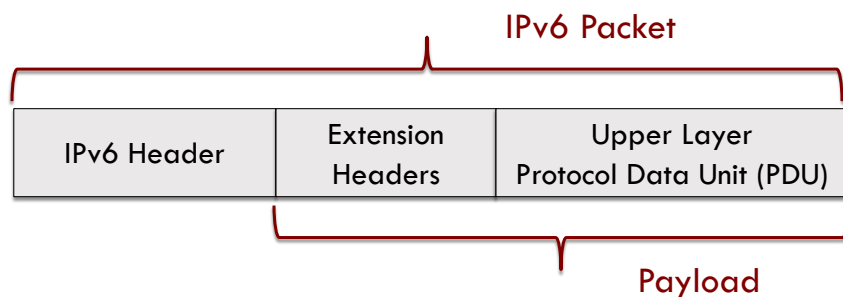 IPv6 Packet
IPv6 Header
Extension
Headers
Upper Layer
Protocol Data Unit (PDU)
Payload